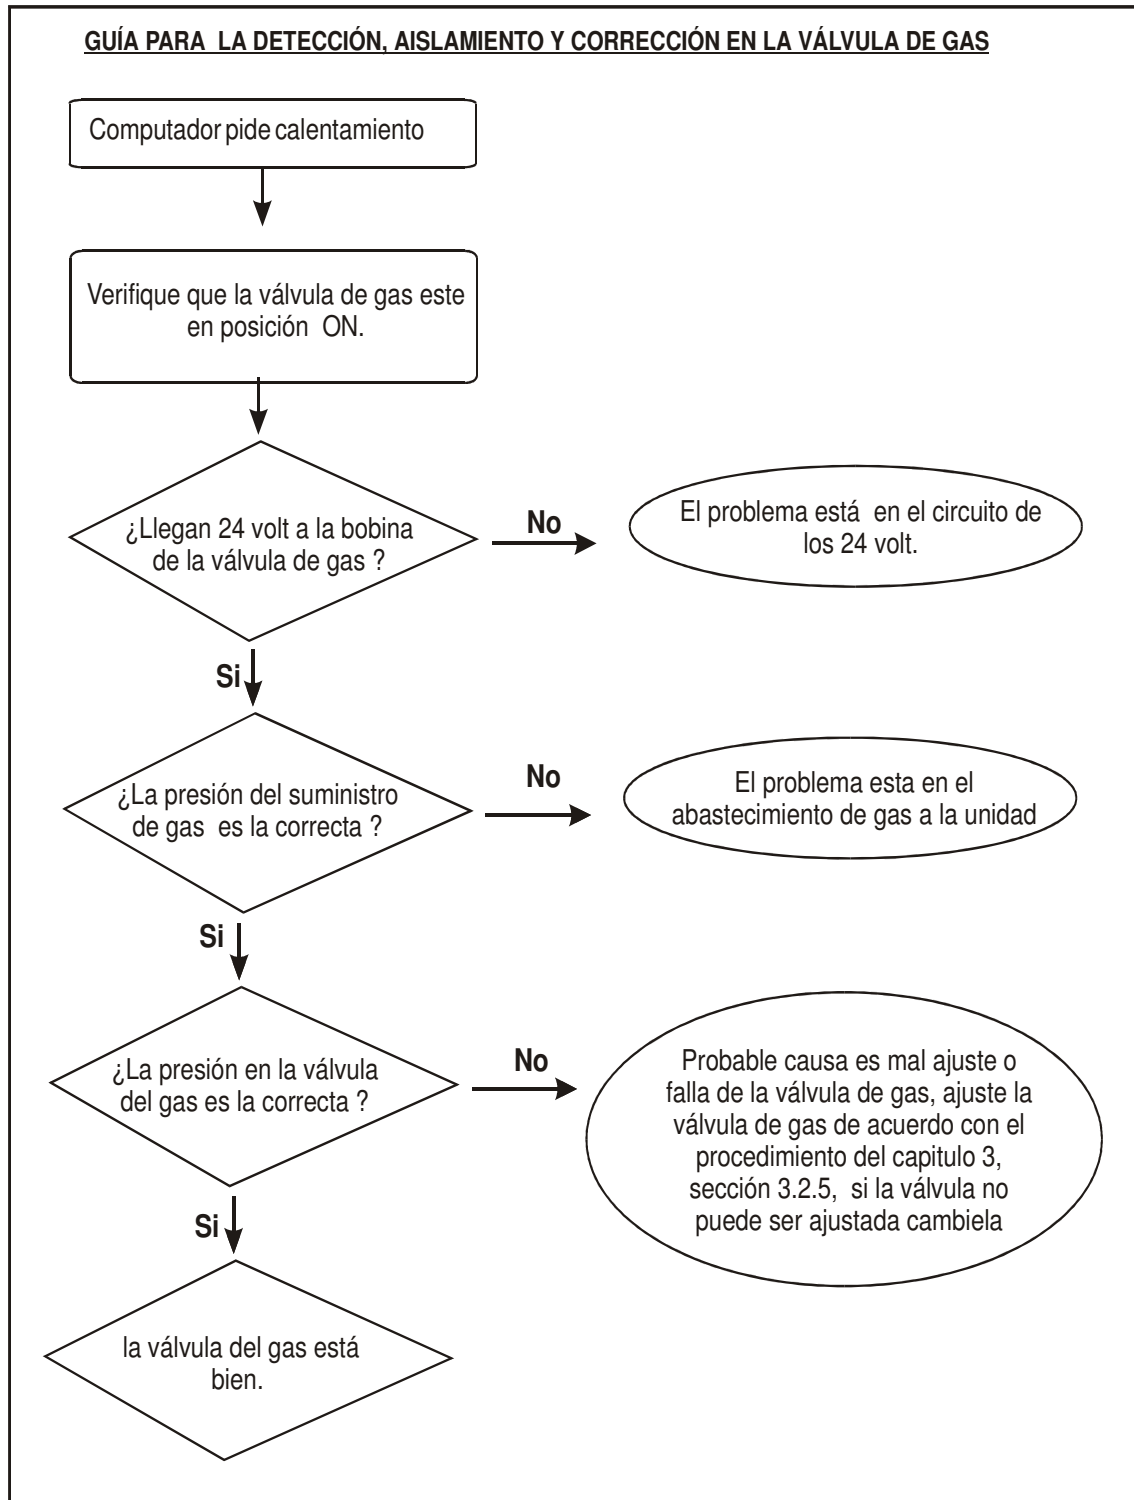 GUÍA PARA LA DETECCIÓN, AISLAMIENTO Y CORRECCIÓN EN LA VÁLVULA DE GAS
Computador pide calentamiento
Verifique que la válvula de gas este
en posición ON.
¿Llegan 24 volt a la bobina
de la válvula de gas ?
No
El problema está en el circuito de
los 24 volt.
Si
¿La presión del suministro
de gas es la correcta ?
No
El problema esta en el
abastecimiento de gas a la unidad
Si
¿La presión en la válvula
del gas es la correcta ?
No
Probable causa es mal ajuste o
falla de la válvula de gas, ajuste la
válvula de gas de acuerdo con el
procedimiento del capitulo 3,
sección 3.2.5, si la válvula no
puede ser ajustada cambiela
Si
la válvula del gas está
bien.